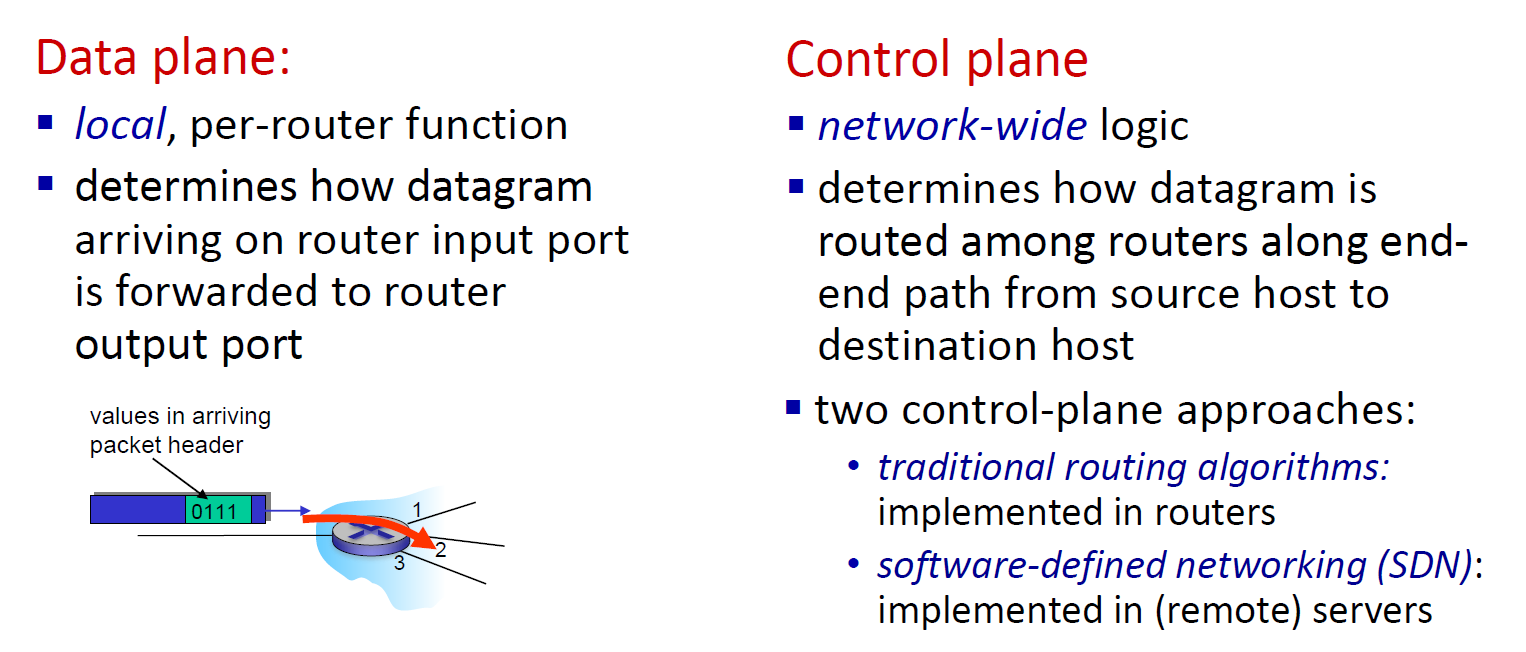 Data plane:
▪ local, per-router function
▪ determines how datagram
arriving on router input port
is forwarded to router
output port
values in arriving
packet header
0111
1
2
3
Control plane
▪ network-wide logic
▪ determines how datagram is
routed among routers along end-
end path from source host to
destination host
▪ two control-plane approaches:
• traditional routing algorithms:
implemented in routers
• software-defined networking (SDN):
implemented in (remote) servers